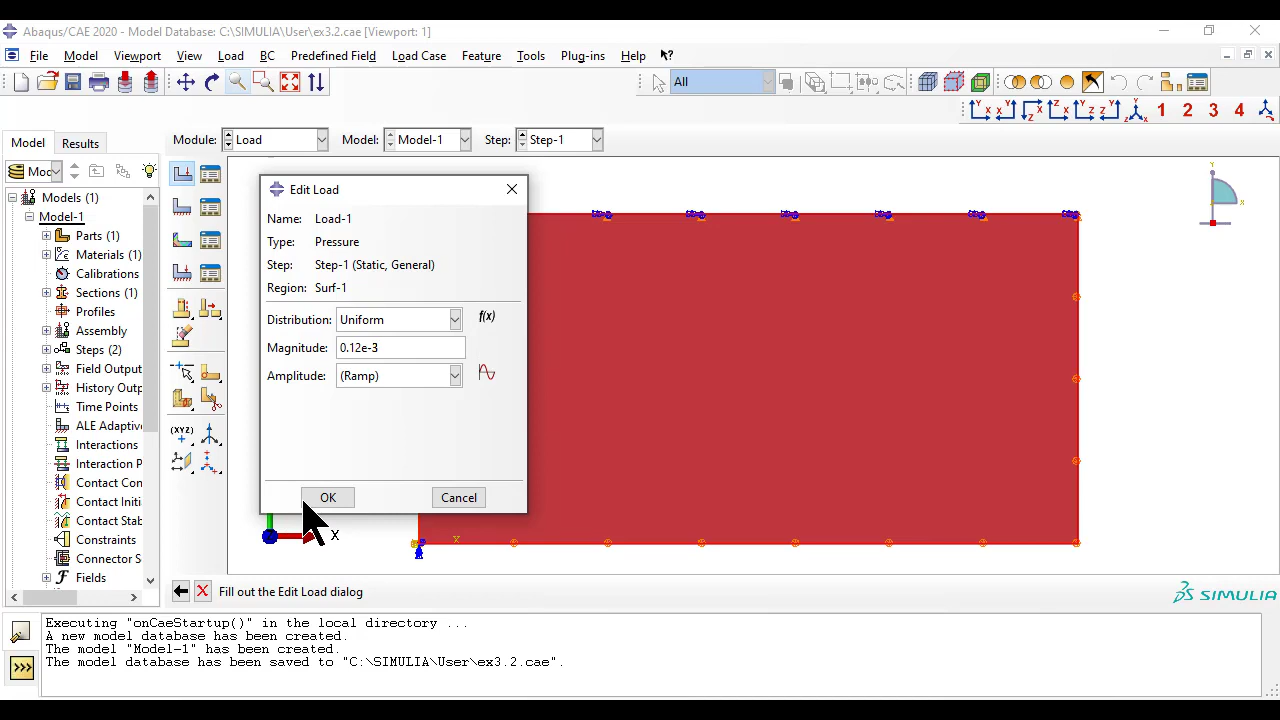 Abaqus/CAE 2020 - Model Database: C:\SIMULIA\User\ex3.2.cae [Viewport: 1]
File Model Viewport View Load BC Predefined Field Load Case Feature Tools Plug-ins Help
All
1 2 3 4
Model Results
Module: Load Model: Model-1 Step: Step-1
Mod
Models (1)
Model-1
Parts (1)
Materials (1)
Calibrations
Sections (1)
Profiles
Assembly
Steps (2)
Field Output
History Outp
Time Points
ALE Adaptive
Interactions
Interaction P
Contact Con
Contact Initi
Contact Stab
Constraints
Connector S
Fields
(XYZ)
Edit Load
Name: Load-1
Type: Pressure
Step: Step-1 (Static, General)
Region: Surf-1
Distribution: Uniform f(x)
Magnitude: 0.12e-3
Amplitude: (Ramp)
OK Cancel
Y
X
X
X
Fill out the Edit Load dialog
SIMULIA
Executing "onCaeStartup()" in the local directory ...
A new model database has been created.
The model "Model-1" has been created.
The model database has been saved to "C:\SIMULIA\User\ex3.2.cae".
>>>